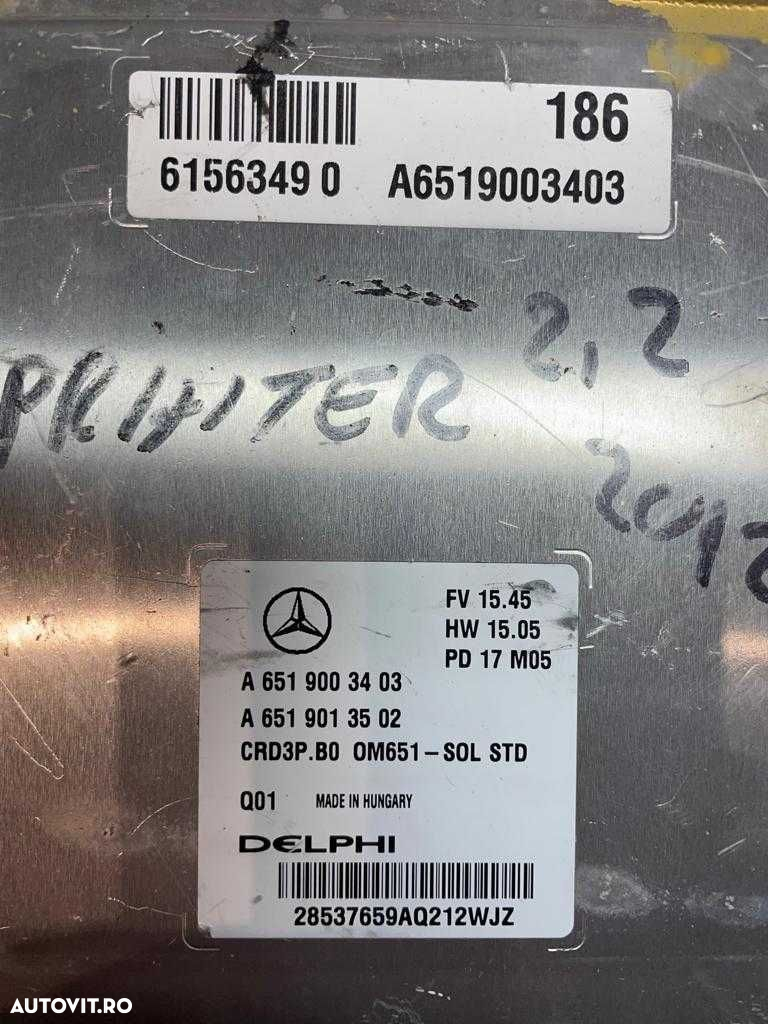 186
6156349 0 A6519003403
2,2
PRINTER
2012
FV 15.45
HW 15.05
PD 17 M05
A 651 900 34 03
A 651 901 35 02
CRD3P.B0 OM651-SOL STD
Q01 MADE IN HUNGARY
DELPHI
28537659AQ212WJZ
AUTOVIT.RO